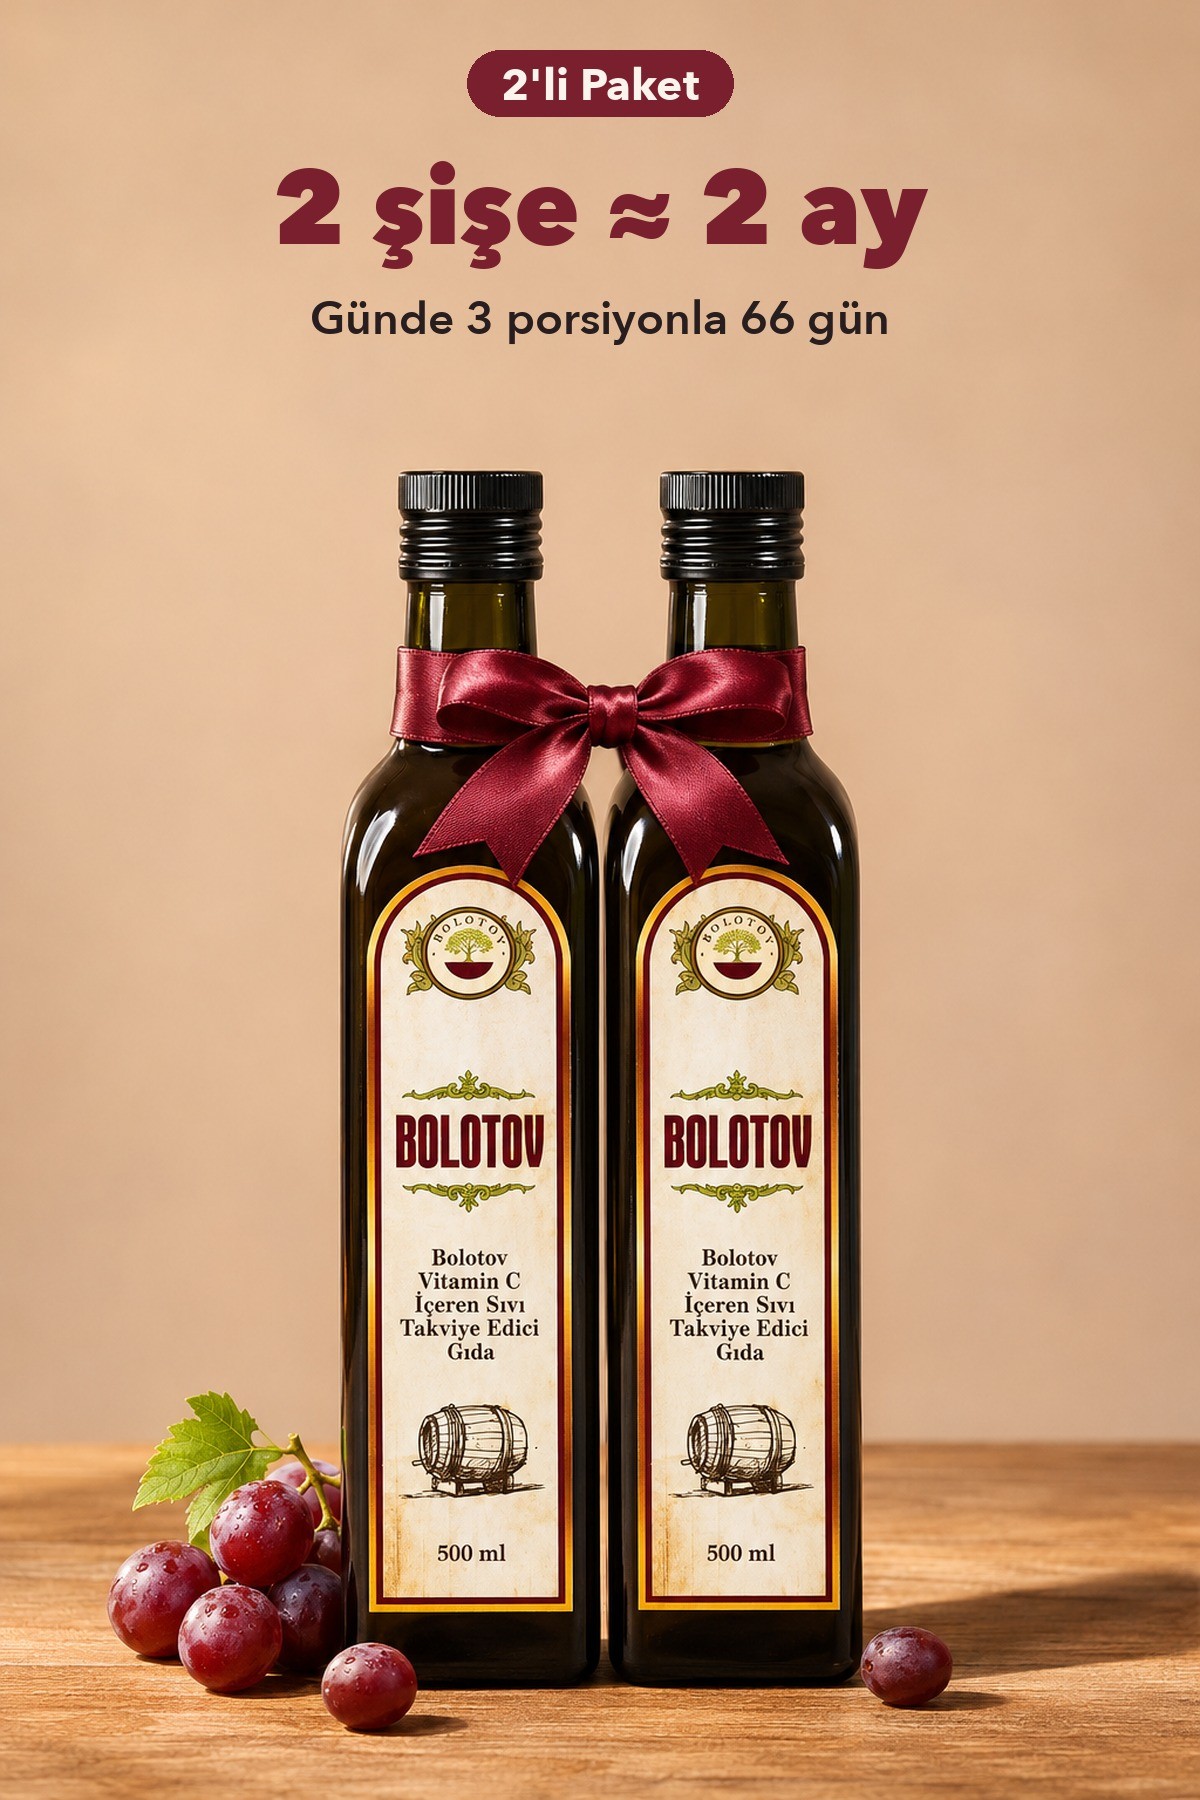 2'li Paket
2 şişe ≈ 2 ay
Günde 3 porsiyonla 66 gün
BOLOTOV
BOLOTOV
Bolotov
Vitamin C
İçeren Sıvı
Takviye Edici
Gıda
500 ml
BOLOTOV
BOLOTOV
Bolotov
Vitamin C
İçeren Sıvı
Takviye Edici
Gıda
500 ml